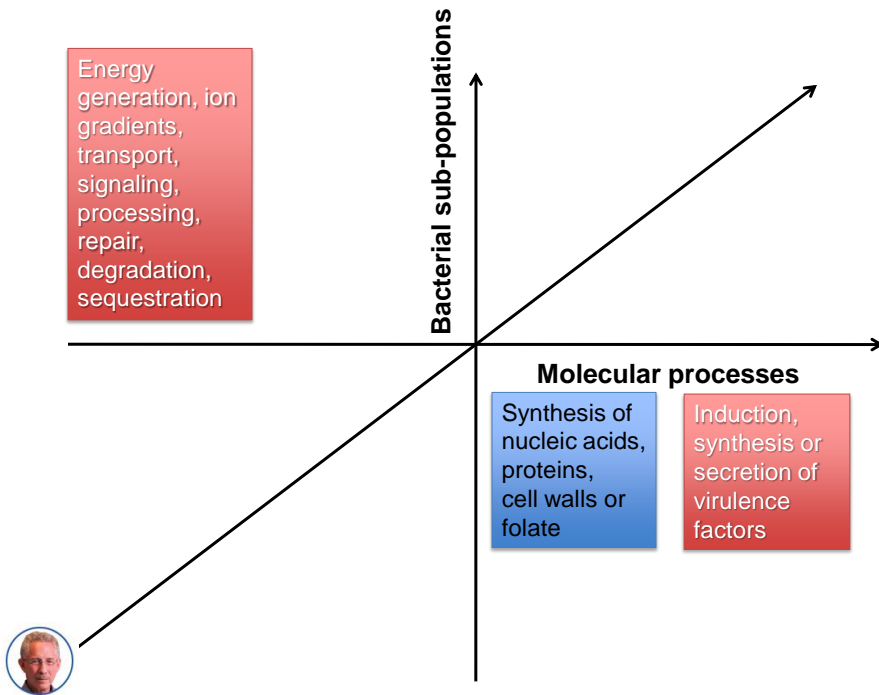 Energy
generation, ion
gradients,
transport,
signaling,
processing,
repair,
degradation,
sequestration
Bacterial sub-populations
Molecular processes
Synthesis of
nucleic acids,
proteins,
cell walls or
folate
Induction,
synthesis or
secretion of
virulence
factors